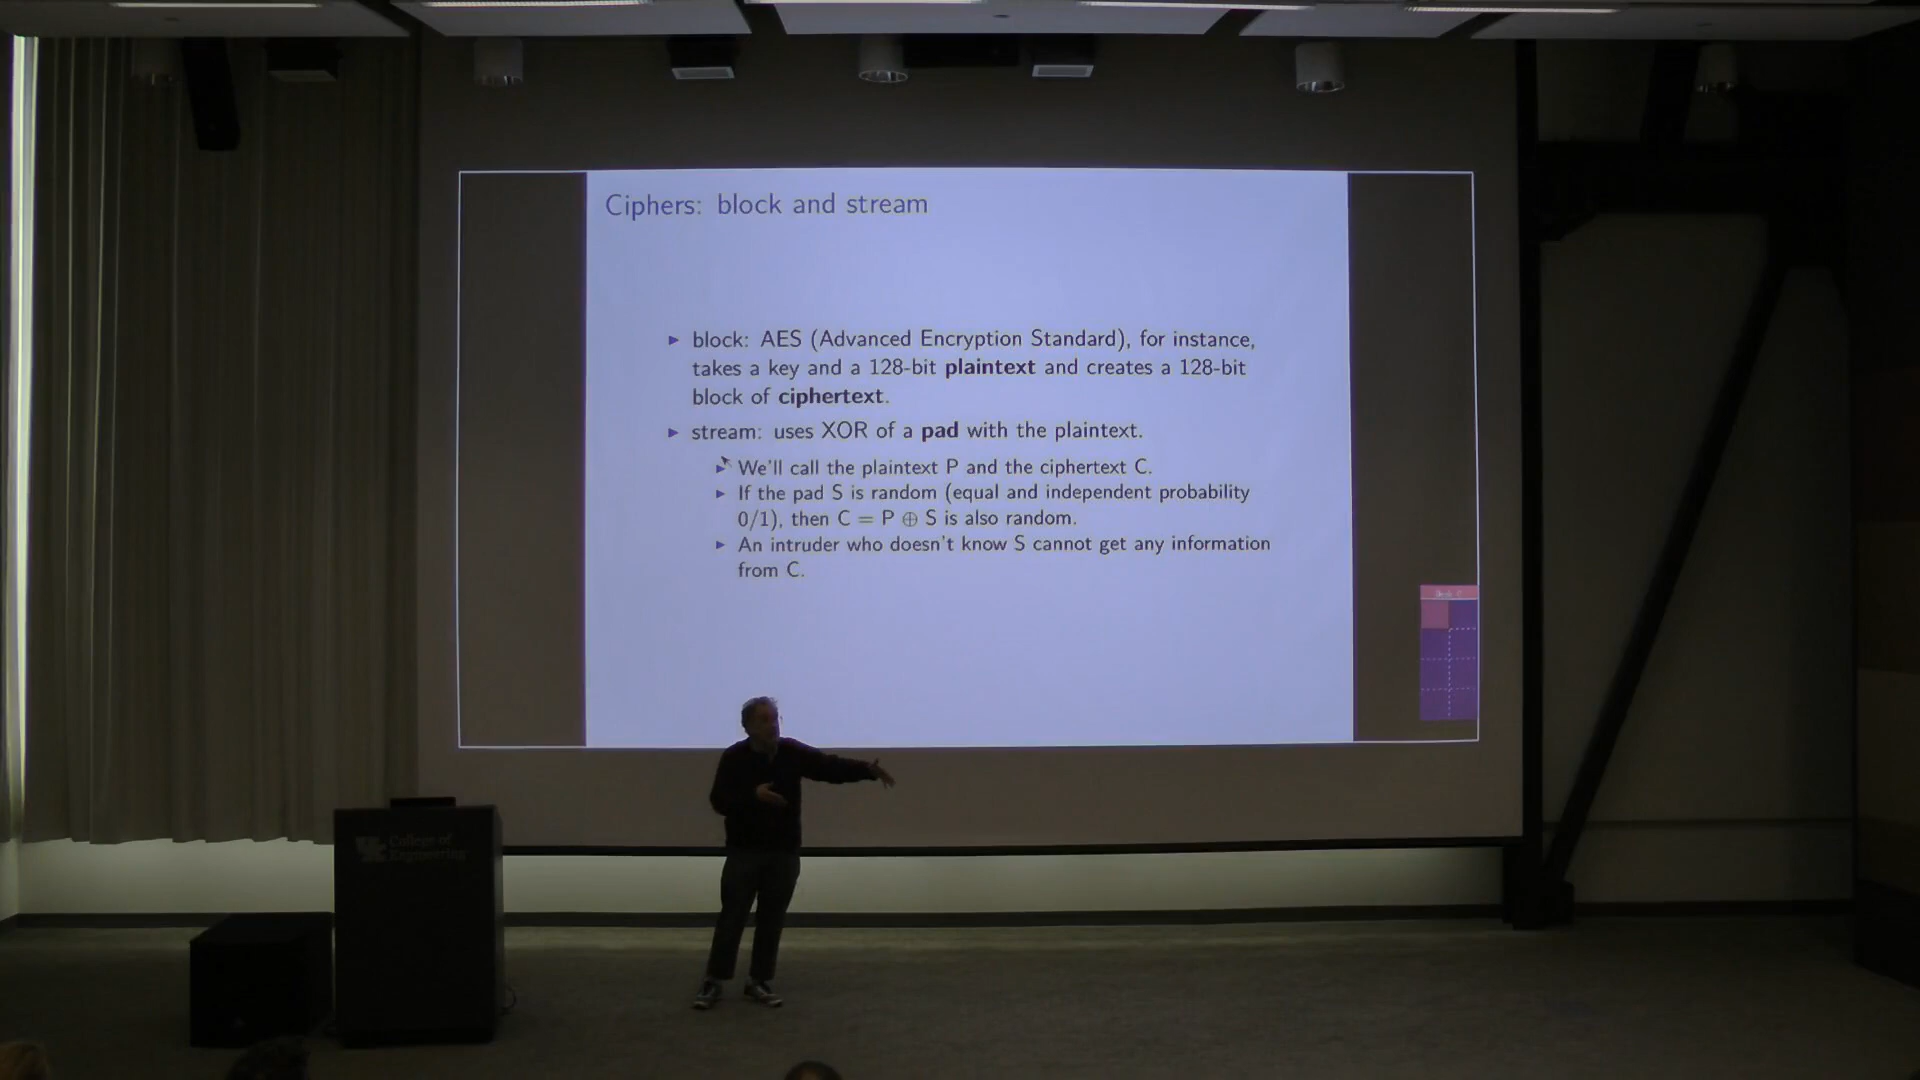 Ciphers: block and stream
block: AES (Advanced Encryption Standard), for instance,
takes a key and a 128-bit plaintext and creates a 128-bit
block of ciphertext.
stream: uses XOR of a pad with the plaintext.
We'll call the plaintext P and the ciphertext C.
If the pad S is random (equal and independent probability
0/1), then C = P ⊕ S is also random.
An intruder who doesn't know S cannot get any information
from C.
College of
Engineering